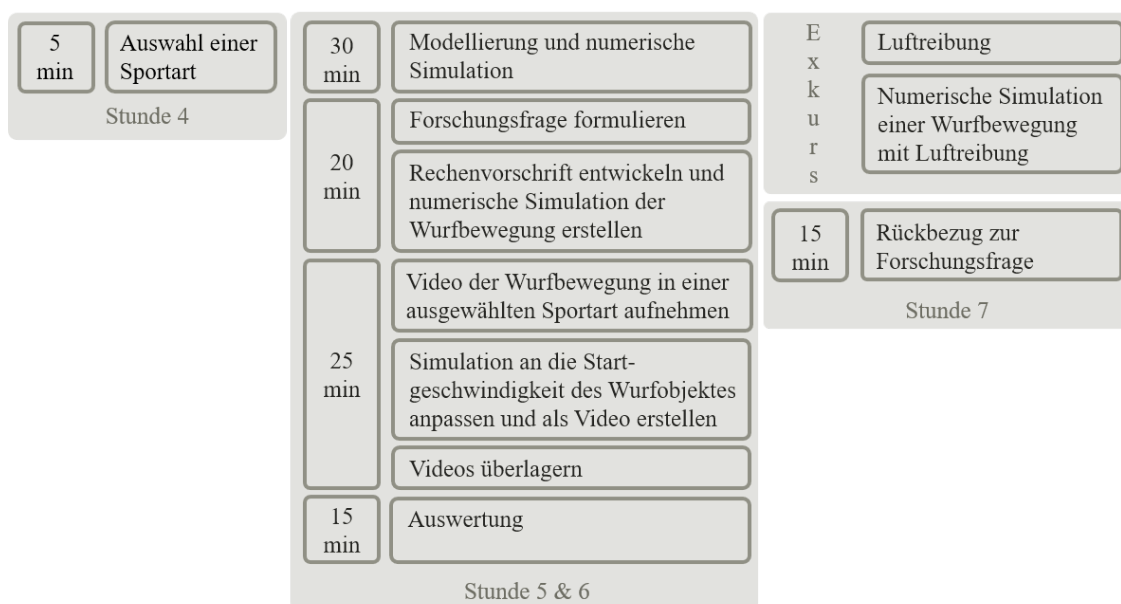 5
min
Auswahl einer
Sportart
Stunde 4
30
min
Modellierung und numerische
Simulation
20
min
Forschungsfrage formulieren
Rechenvorschrift entwickeln und
numerische Simulation der
Wurfbewegung erstellen
25
min
Video der Wurfbewegung in einer
ausgewählten Sportart aufnehmen
Simulation an die Start-
geschwindigkeit des Wurfobjektes
anpassen und als Video erstellen
Videos überlagern
15
min
Auswertung
Stunde 5 & 6
E
x
k
u
r
s
Luftreibung
Numerische Simulation
einer Wurfbewegung
mit Luftreibung
15
min
Rückbezug zur
Forschungsfrage
Stunde 7